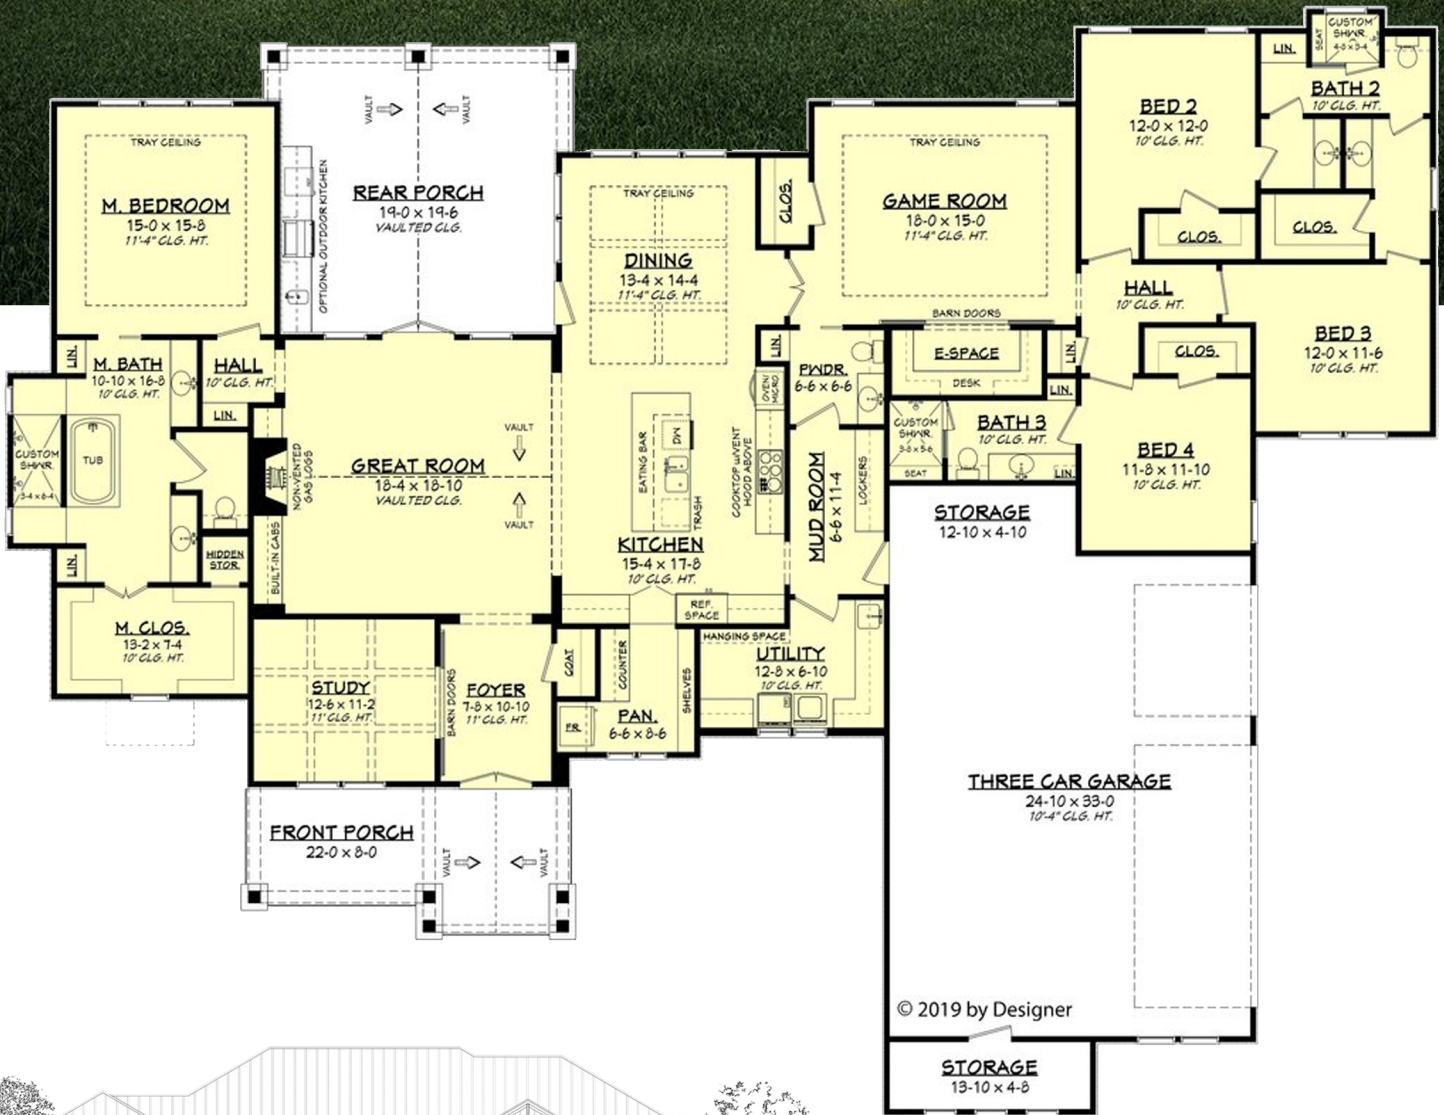 CUSTOM
SHWR.
4-8 x 3-4
SEAT
LIN.
BATH 2
10' CLG. HT.
BED 2
12-0 x 12-0
10' CLG. HT.
CLOS.
CLOS.
VAULT
VAULT
REAR PORCH
19-0 x 19-6
VAULTED CLG.
OPTIONAL OUTDOOR KITCHEN
TRAY CEILING
M. BEDROOM
15-0 x 15-8
11'-4" CLG. HT.
TRAY CEILING
DINING
13-4 x 14-4
11'-4" CLG. HT.
CLOS.
TRAY CEILING
GAME ROOM
18-0 x 15-0
11'-4" CLG. HT.
BARN DOORS
HALL
10' CLG. HT.
BED 3
12-0 x 11-6
10' CLG. HT.
CLOS.
LIN.
M. BATH
10-10 x 16-8
10' CLG. HT.
HALL
10' CLG. HT.
LIN.
LIN.
PWDR.
6-6 x 6-6
E-SPACE
DESK
LIN.
LIN.
OVEN/
MICRO
CUSTOM
SHWR.
3-4 x 8-4
TUB
NON-VENTED
GAS LOGS
GREAT ROOM
18-4 x 18-10
VAULTED CLG.
VAULT
VAULT
EATING BAR
DW
TRASH
COOKTOP w/VENT
HOOD ABOVE
KITCHEN
15-4 x 17-8
10' CLG. HT.
REF.
SPACE
MUD ROOM
6-6 x 11-4
LOCKERS
CUSTOM
SHWR.
SEAT
BATH 3
10' CLG. HT.
LIN.
BED 4
11-8 x 11-10
10' CLG. HT.
STORAGE
12-10 x 4-10
LIN.
HIDDEN
STOR.
BUILT-IN CABS
M. CLOS.
13-2 x 7-4
10' CLG. HT.
STUDY
12-6 x 11-2
11' CLG. HT.
BARN DOORS
FOYER
7-8 x 10-10
11' CLG. HT.
COAT
COUNTER
SHELVES
FR.
PAN.
6-6 x 8-6
HANGING SPACE
UTILITY
12-8 x 6-10
10' CLG. HT.
FRONT PORCH
22-0 x 8-0
VAULT
VAULT
THREE CAR GARAGE
24-10 x 33-0
10'-4" CLG. HT.
© 2019 by Designer
STORAGE
13-10 x 4-8